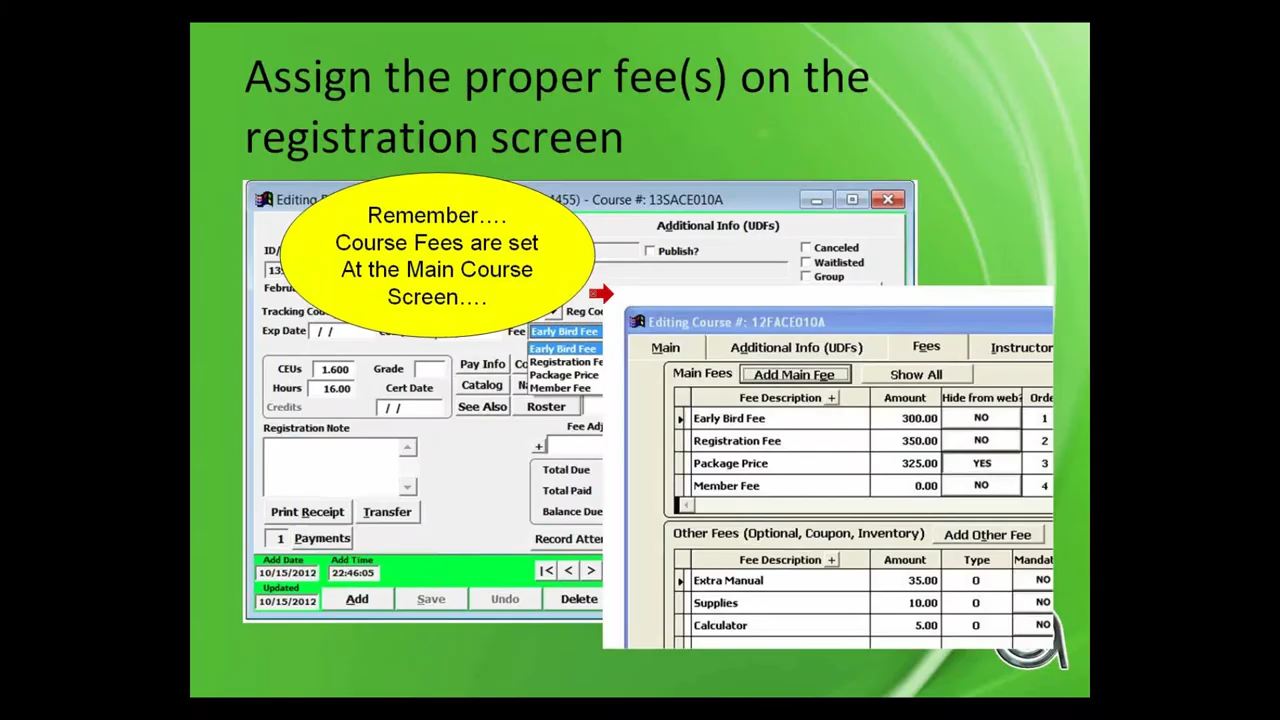 Assign the proper fee(s) on the
registration screen
Editing
4455) - Course #: 13SACE010A
Remember….
Course Fees are set
At the Main Course
Screen….
Additional Info (UDFs)
ID/
Publish?
Canceled
Waitlisted
Group
13
Tracking
Reg
Exp Date / /
Fee Early Bird Fee
Early Bird Fee
Registration Fe
Package Price
Member Fee
CEUs 1.600 Grade
Hours 16.00 Cert Date
Credits / /
Pay Info
Catalog
See Also Roster
Registration Note
Fee Adj
+
Total Due
Total Paid
Balance Due
Print Receipt Transfer
1 Payments
Record Atter
Add Date Add Time
10/15/2012 22:46:05
|< < >
Updated
10/15/2012 Add Save Undo Delete
Editing Course #: 12FACE010A
Main Additional Info (UDFs) Fees Instructor
Main Fees Add Main Fee Show All
Fee Description + Amount Hide from web? Orde
Early Bird Fee 300.00 NO 1
Registration Fee 350.00 NO 2
Package Price 325.00 YES 3
Member Fee 0.00 NO 4
Other Fees (Optional, Coupon, Inventory) Add Other Fee
Fee Description + Amount Type Mandat
Extra Manual 35.00 O NO
Supplies 10.00 O NO
Calculator 5.00 O NO